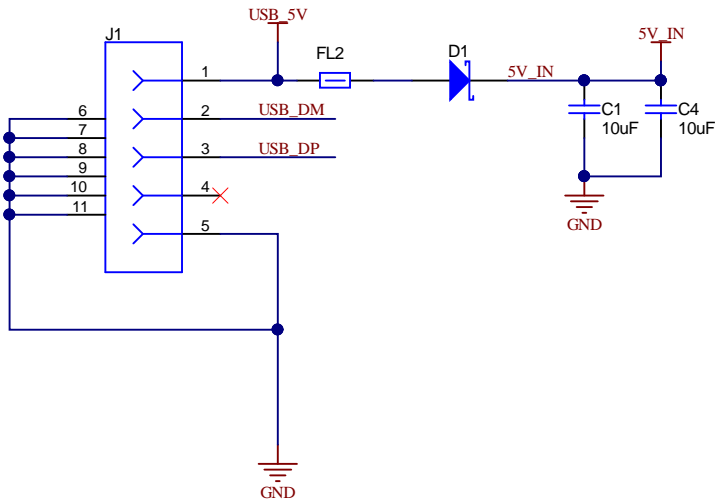 USB_5V
J1
5V_IN
FL2
D1
1
5V_IN
6
2
USB_DM
C1
C4
7
10uF
10uF
8
3
USB_DP
9
10
4
11
5
GND
GND